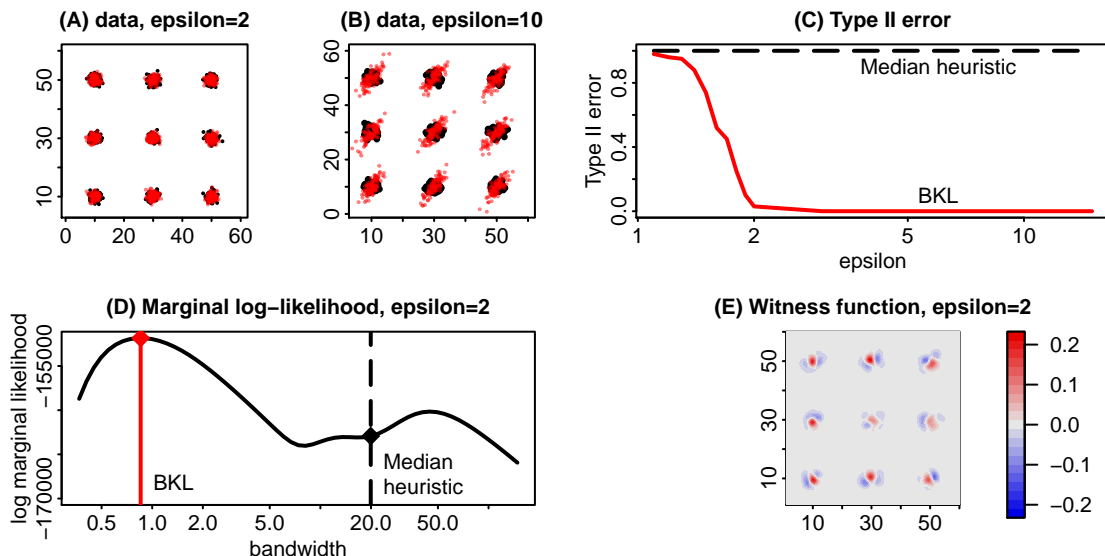 (A) data, epsilon=2
10 30 50
0 20 40 60
(B) data, epsilon=10
0 20 40 60
10 30 50
(C) Type II error
Type II error
0.0 0.4 0.8
Median heuristic
BKL
1 2 5 10
epsilon
(D) Marginal log−likelihood, epsilon=2
log marginal likelihood
−170000 −155000
BKL
Median
heuristic
0.5 1.0 2.0 5.0 20.0 50.0
bandwidth
(E) Witness function, epsilon=2
10 30 50
10 30 50
0.2
0.1
0.0
−0.1
−0.2